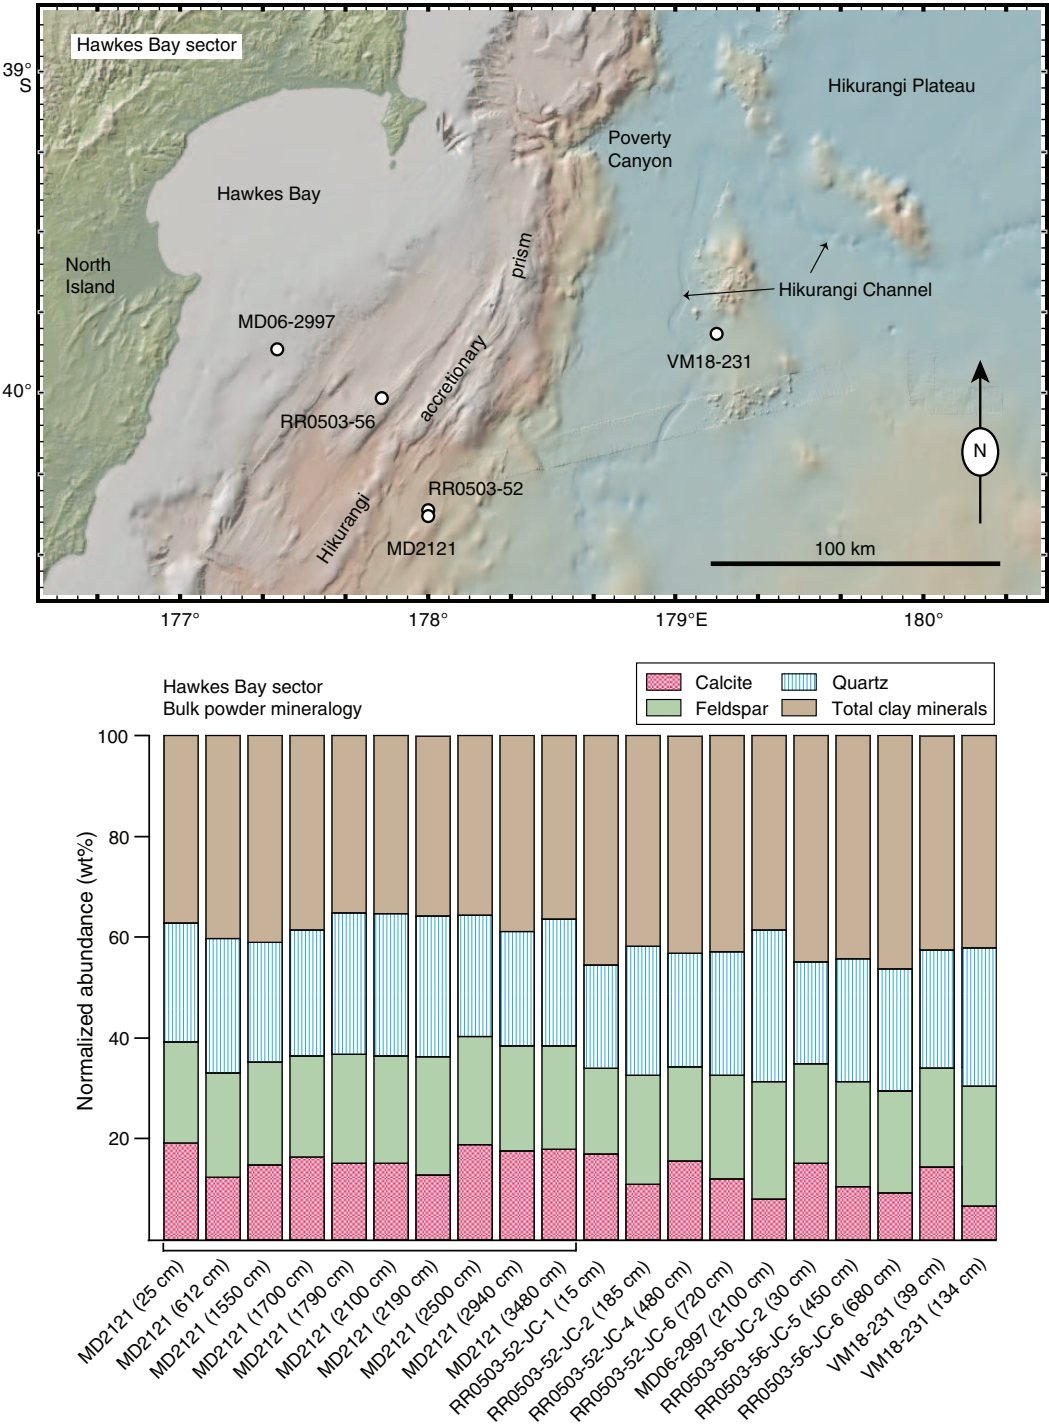 Hawkes Bay sector
39°
S
Hikurangi Plateau
Poverty
Canyon
Hawkes Bay
prism
North
Island
Hikurangi Channel
MD06-2997
VM18-231
accretionary
40°
RR0503-56
N
RR0503-52
Hikurangi
MD2121
100 km
177°
178°
179°E
180°
Hawkes Bay sector
Bulk powder mineralogy
Calcite
Quartz
Feldspar
Total clay minerals
Normalized abundance (wt%)
100
80
60
40
20
MD2121 (25 cm)
MD2121 (612 cm)
MD2121 (1550 cm)
MD2121 (1700 cm)
MD2121 (1790 cm)
MD2121 (2100 cm)
MD2121 (2190 cm)
MD2121 (2500 cm)
MD2121 (2940 cm)
MD2121 (3480 cm)
RR0503-52-JC-1 (15 cm)
RR0503-52-JC-2 (185 cm)
RR0503-52-JC-4 (480 cm)
RR0503-52-JC-6 (720 cm)
MD06-2997 (2100 cm)
RR0503-56-JC-2 (30 cm)
RR0503-56-JC-5 (450 cm)
RR0503-56-JC-6 (680 cm)
VM18-231 (39 cm)
VM18-231 (134 cm)